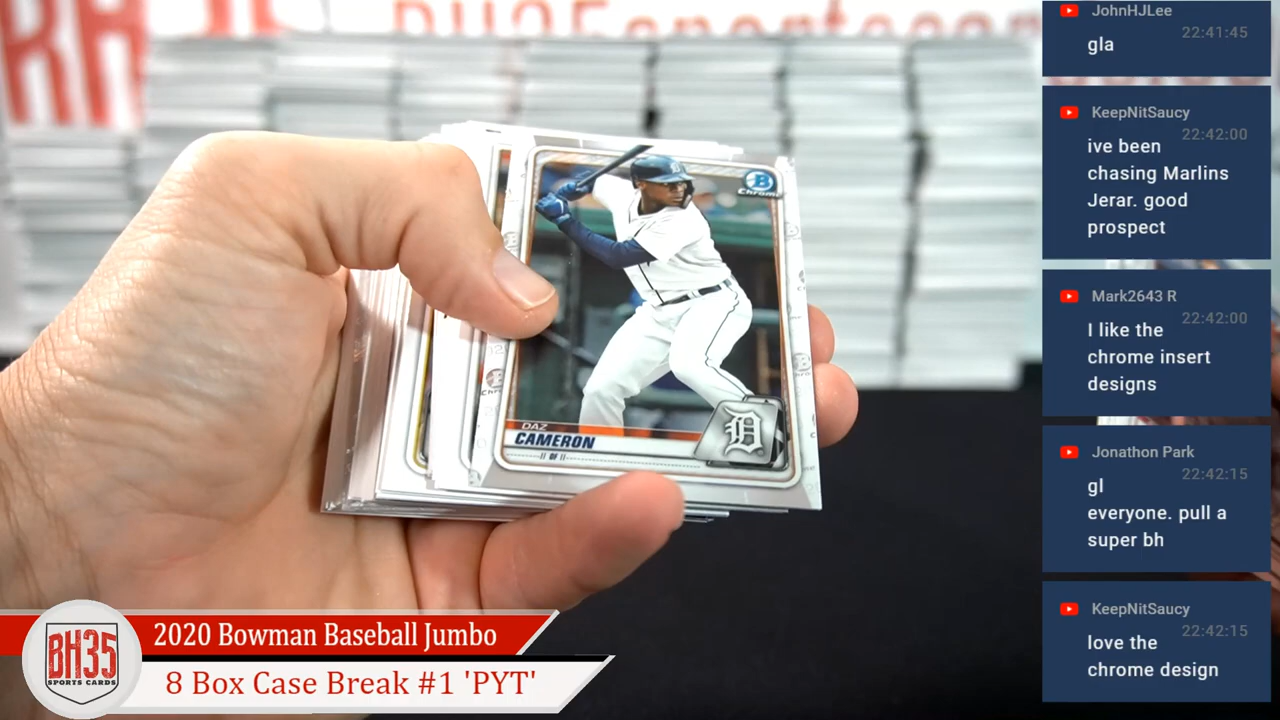 BH35sportscar
B
Chrome
D
DAZ
CAMERON
D
BH35
SPORTS CARDS
2020 Bowman Baseball Jumbo
8 Box Case Break #1 'PYT'
JohnHJLee
22:41:45
gla
KeepNitSaucy
22:42:00
ive been
chasing Marlins
Jerar. good
prospect
Mark2643 R
22:42:00
I like the
chrome insert
designs
Jonathon Park
22:42:15
gl
everyone. pull a
super bh
KeepNitSaucy
22:42:15
love the
chrome design